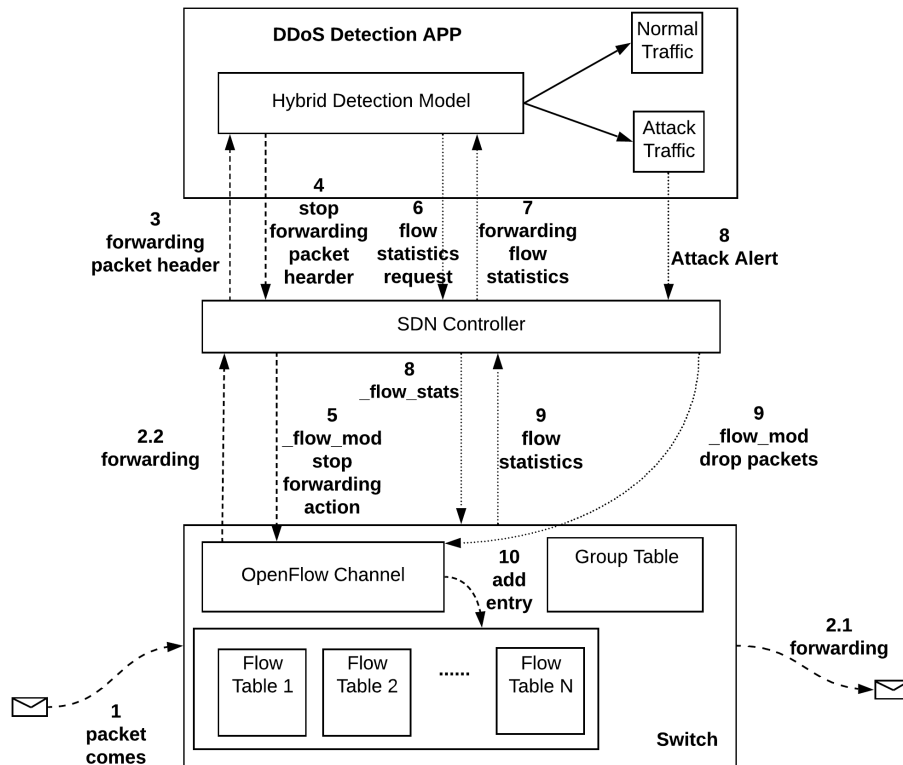 DDoS Detection APP
Normal
Traffic
Hybrid Detection Model
Attack
Traffic
3
forwarding
packet header
4
stop
forwarding
packet
hearder
6
flow
statistics
request
7
forwarding
flow
statistics
8
Attack Alert
SDN Controller
2.2
forwarding
5
_flow_mod
stop
forwarding
action
8
_flow_stats
9
flow
statistics
9
_flow_mod
drop packets
OpenFlow Channel
10
add
entry
Group Table
Flow
Table 1
Flow
Table 2
......
Flow
Table N
1
packet
comes
2.1
forwarding
Switch